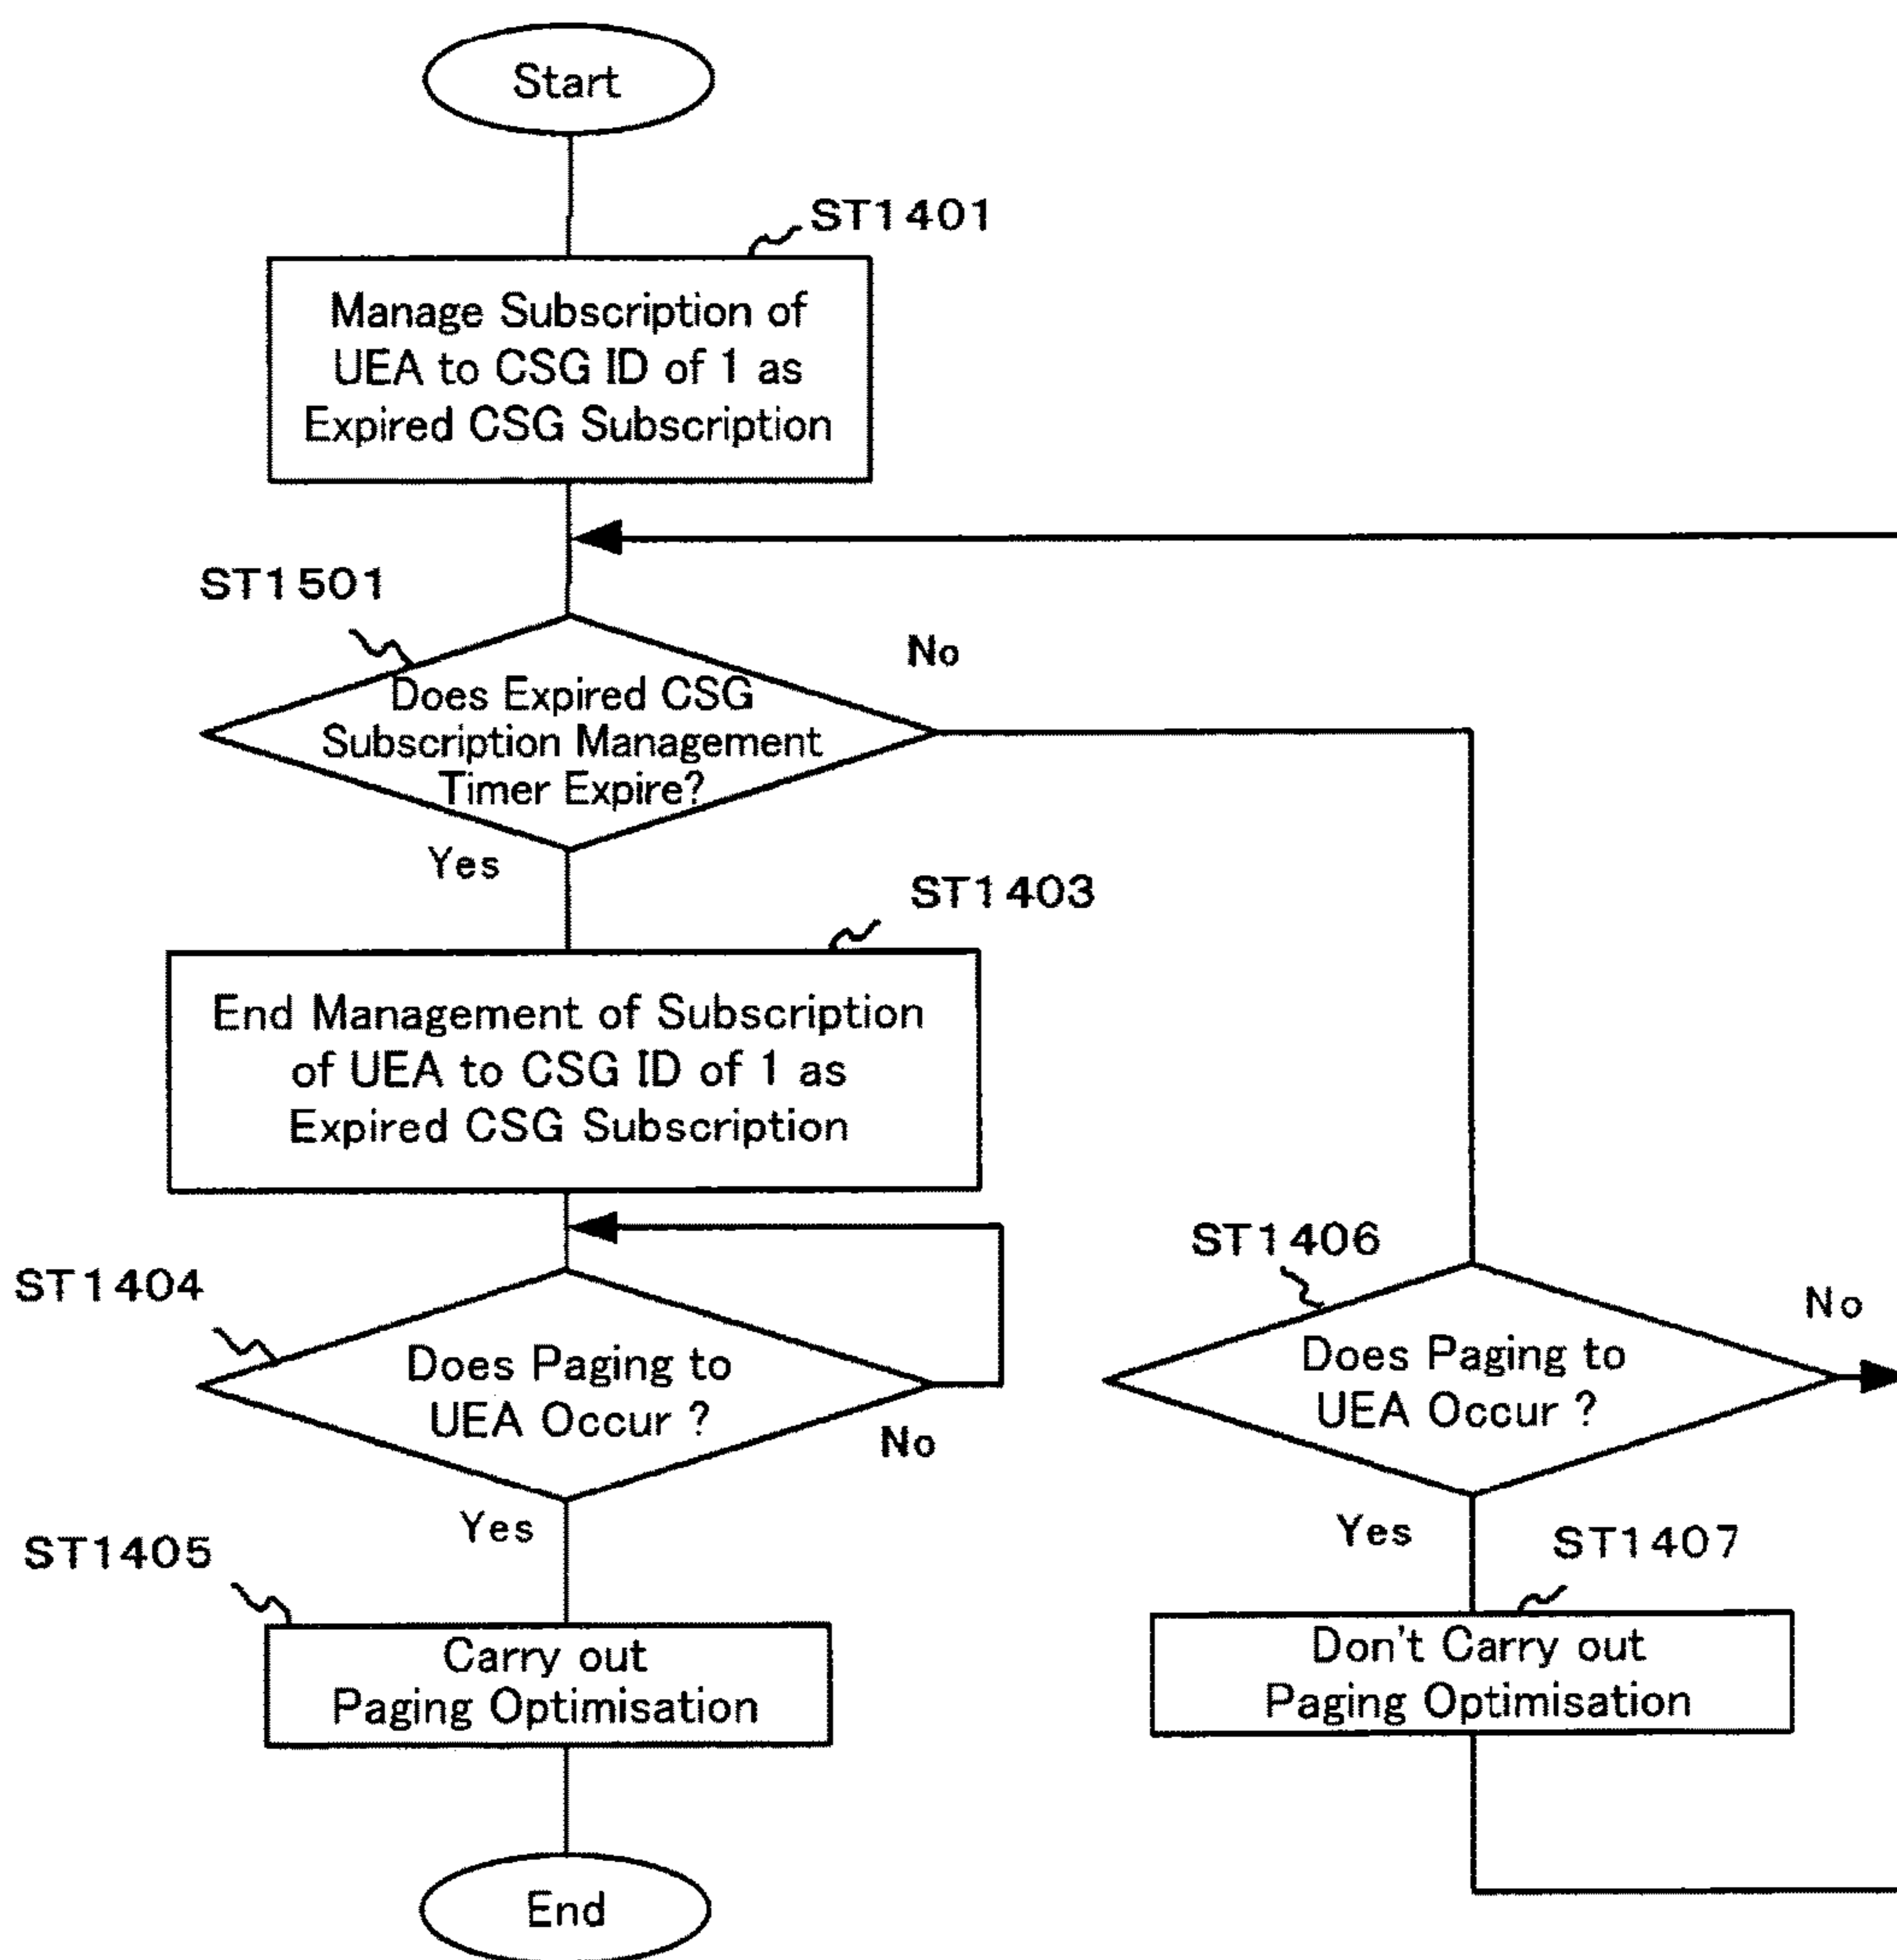 Start
ST1401
Manage Subscription of
UEA to CSG ID of 1 as
Expired CSG Subscription
ST1501
No
Does Expired CSG
Subscription Management
Timer Expire?
Yes
ST1403
End Management of Subscription
of UEA to CSG ID of 1 as
Expired CSG Subscription
ST1404
Does Paging to
UEA Occur ?
No
Yes
ST1405
Carry out
Paging Optimisation
End
ST1406
No
Does Paging to
UEA Occur ?
Yes
ST1407
Don't Carry out
Paging Optimisation